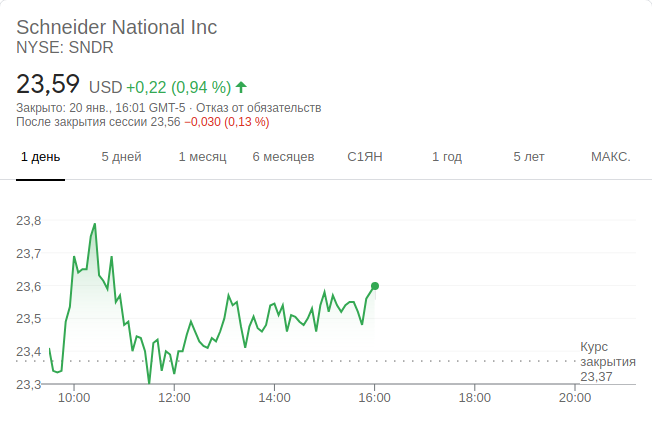 Schneider National Inc
NYSE: SNDR
23,59 USD +0,22 (0,94 %)
Закрыто: 20 янв., 16:01 GMT-5 · Отказ от обязательств
После закрытия сессии 23,56 −0,030 (0,13 %)
1 день 5 дней 1 месяц 6 месяцев С1ЯН 1 год 5 лет МАКС.
23,8
23,7
23,6
23,5
23,4
23,3
Курс
закрытия
23,37
10:00 12:00 14:00 16:00 18:00 20:00